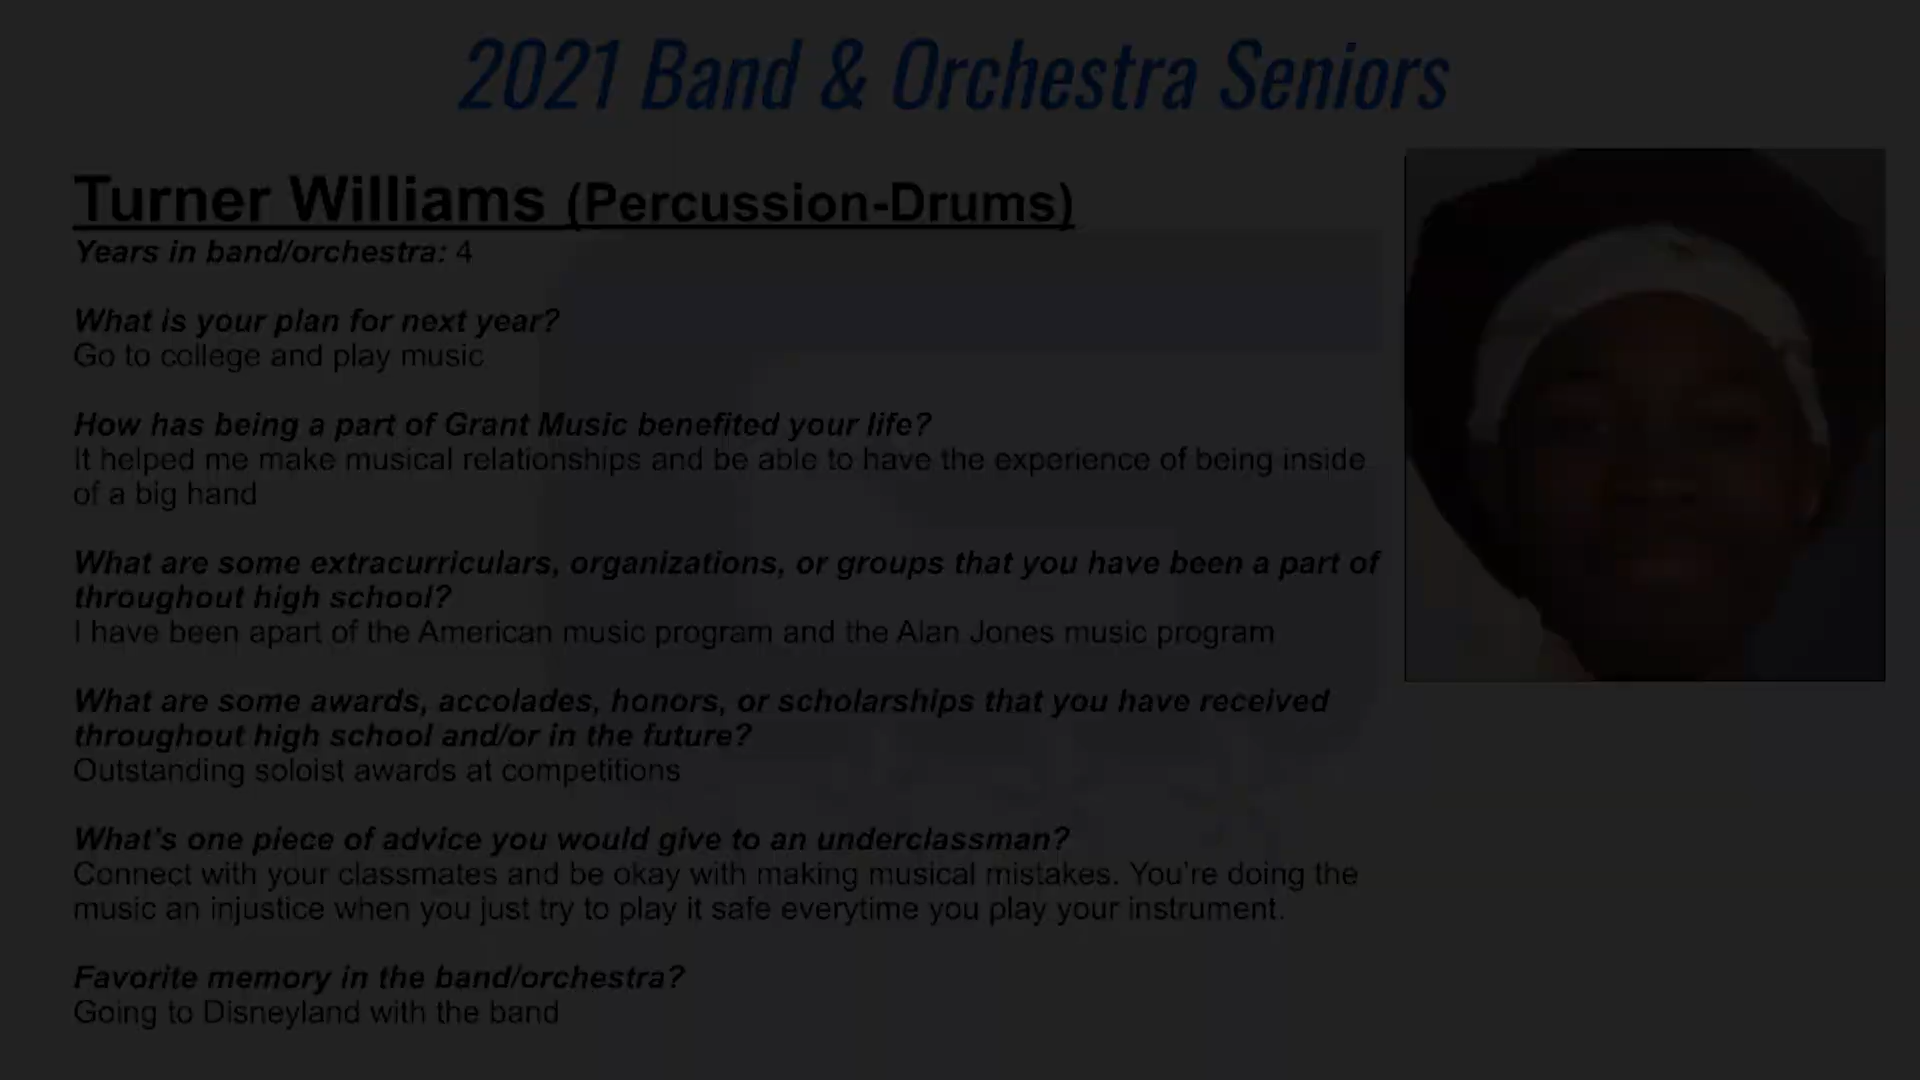 2021 Band & Orchestra Seniors
Turner Williams (Percussion-Drums)
Years in band/orchestra: 4
What is your plan for next year?
Go to college and play music
How has being a part of Grant Music benefited your life?
It helped me make musical relationships and be able to have the experience of being inside
of a big hand
What are some extracurriculars, organizations, or groups that you have been a part of
throughout high school?
I have been apart of the American music program and the Alan Jones music program
What are some awards, accolades, honors, or scholarships that you have received
throughout high school and/or in the future?
Outstanding soloist awards at competitions
What's one piece of advice you would give to an underclassman?
Connect with your classmates and be okay with making musical mistakes. You're doing the
music an injustice when you just try to play it safe everytime you play your instrument.
Favorite memory in the band/orchestra?
Going to Disneyland with the band